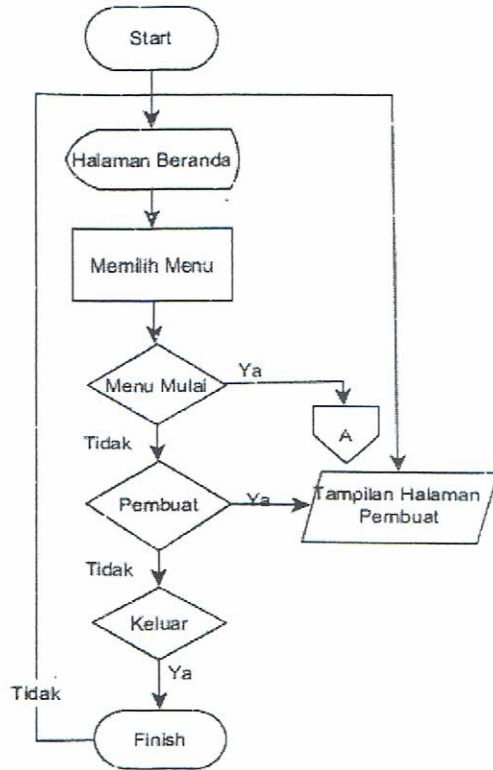 Start
Halaman Beranda
Memilih Menu
Menu Mulai
Ya
A
Tidak
Pembuat
Ya
Tampilan Halaman
Pembuat
Tidak
Keluar
Ya
Tidak
Finish